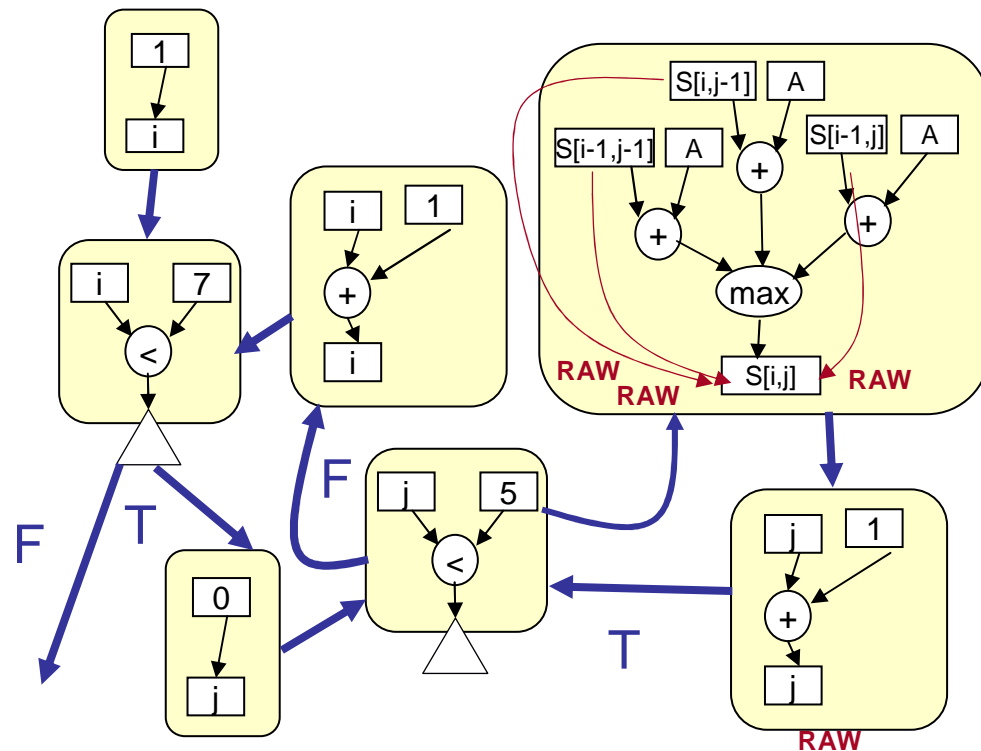 1
i
i
7
<
F
T
0
j
i
1
+
i
F
j
5
<
T
S[i,j-1]
A
S[i-1,j-1]
A
S[i-1,j]
A
+
+
+
max
S[i,j]
RAW
RAW
RAW
j
1
+
j
RAW